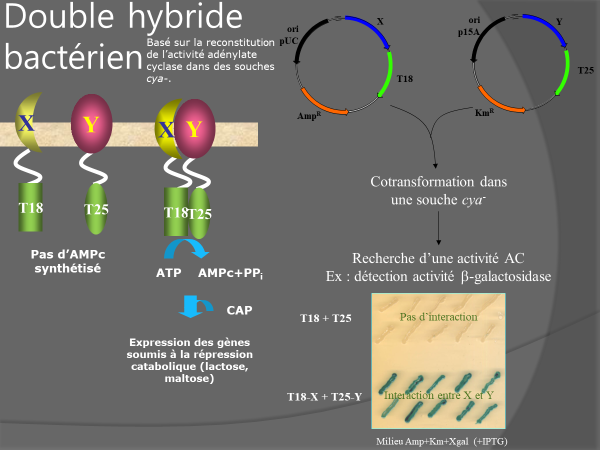 Double hybride
bactérien
Basé sur la reconstitution
de l'activité adénylate
cyclase dans des souches
cya-.
X
Y
X
Y
T18
T25
T18
T25
Pas d'AMPc
synthétisé
ATP
AMPc+PPi
CAP
Expression des gènes
soumis à la répression
catabolique (lactose,
maltose)
ori
pUC
X
T18
AmpR
ori
p15A
Y
T25
KmR
Cotransformation dans
une souche cya-
Recherche d'une activité AC
Ex : détection activité β-galactosidase
T18 + T25
Pas d'interaction
T18-X + T25-Y
Interaction entre X et Y
Milieu Amp+Km+Xgal (+IPTG)